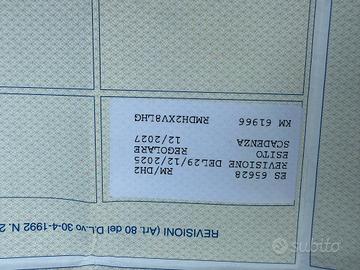 REVISIONI (Art. 80 del D.L.vo 30-4-1992 N. 2
ES 65628 RM/DH2
REVISIONE DEL29/12/2025
ESITO REGOLARE
SCADENZA 12/2027
KM 61966 RMDH2XV8LHG
subito